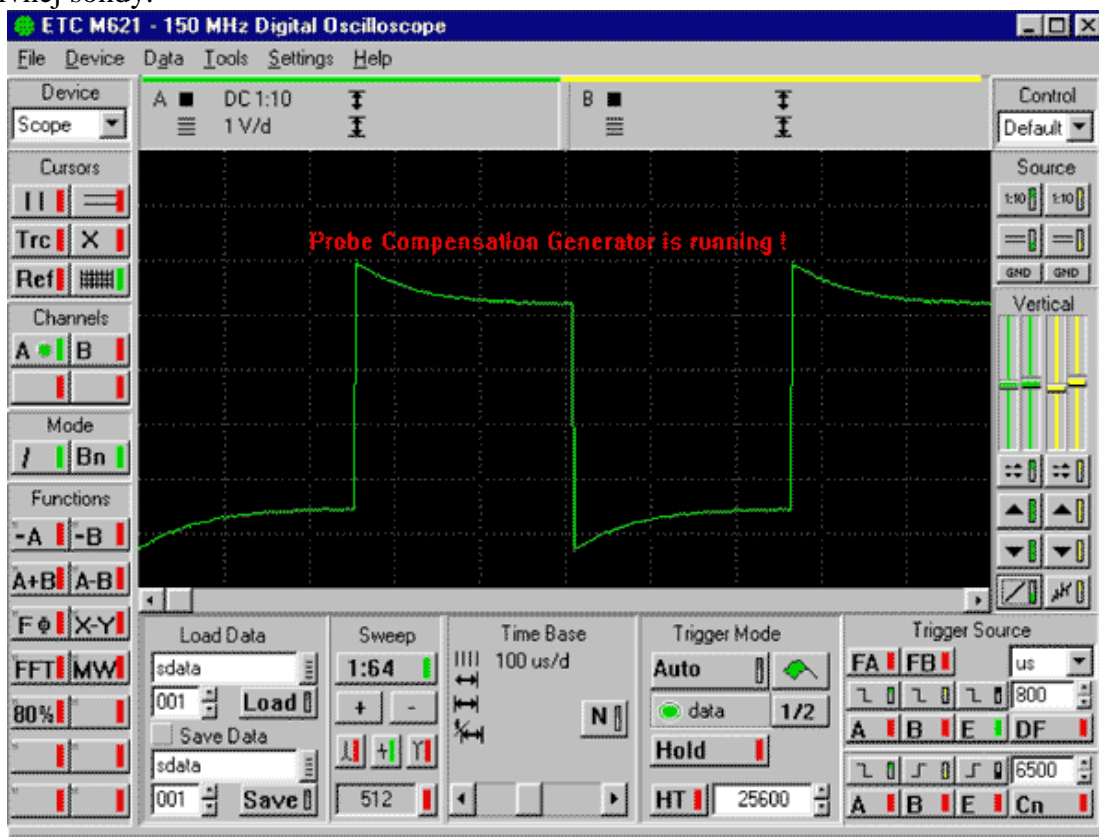 vnej sondy.
ETC M621 - 150 MHz Digital Oscilloscope
File Device Data Tools Settings Help
Device
Scope
A DC 1:10
1 V/d
B
Control
Default
Cursors
Trc X
Ref
Channels
A B
Mode
Bn
Functions
-A -B
A+B A-B
F Φ X-Y
FFT MW
80%
Probe Compensation Generator is running !
Source
1:10 1:10
GND GND
Vertical
Load Data
sdata
001 Load
Save Data
sdata
001 Save
Sweep
1:64
+ -
512
Time Base
100 us/d
N
Trigger Mode
Auto
data 1/2
Hold
HT 25600
Trigger Source
FA FB us
800
A B E DF
6500
A B E Cn